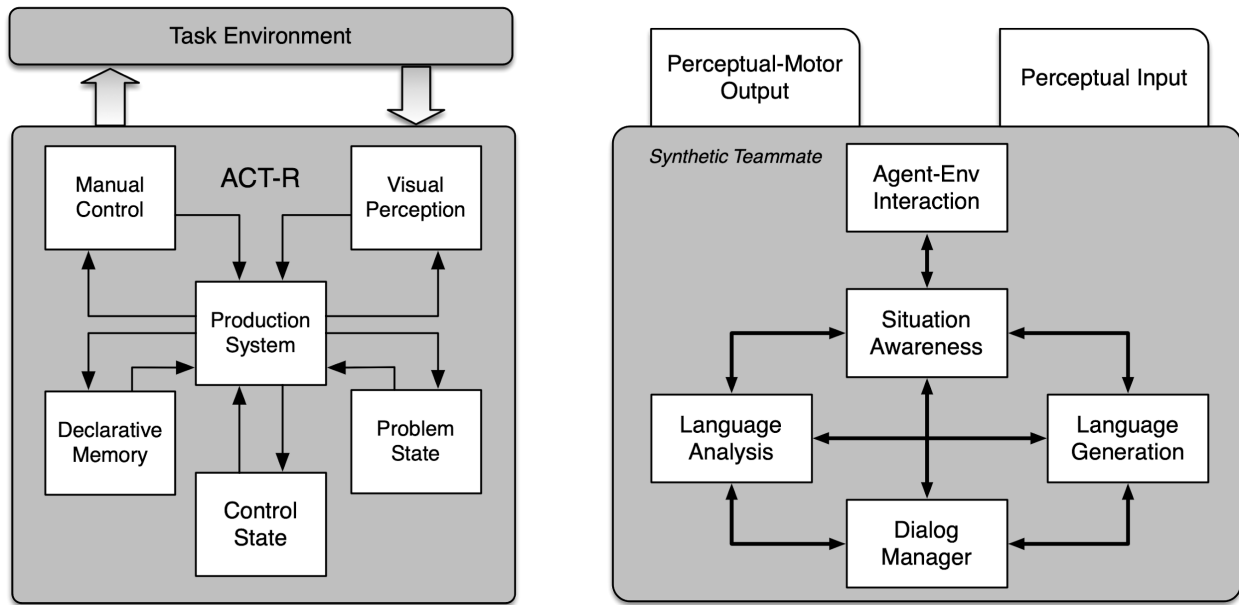 Task Environment
ACT-R
Manual
Control
Visual
Perception
Production
System
Declarative
Memory
Problem
State
Control
State
Perceptual-Motor
Output
Perceptual Input
Synthetic Teammate
Agent-Env
Interaction
Situation
Awareness
Language
Analysis
Language
Generation
Dialog
Manager